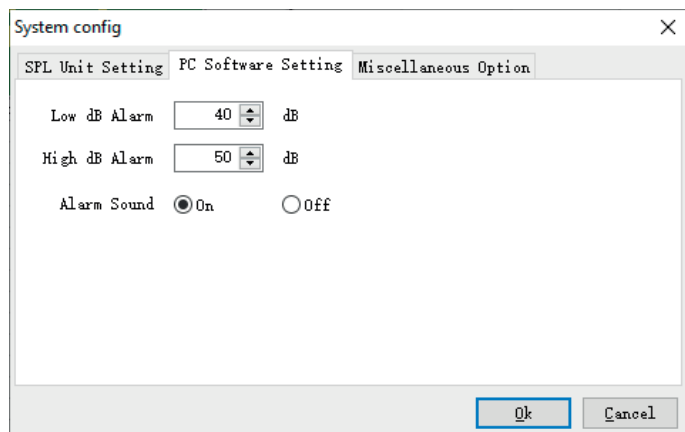 System config
SPL Unit Setting PC Software Setting Miscellaneous Option
Low dB Alarm 40 dB
High dB Alarm 50 dB
Alarm Sound On Off
Ok Cancel